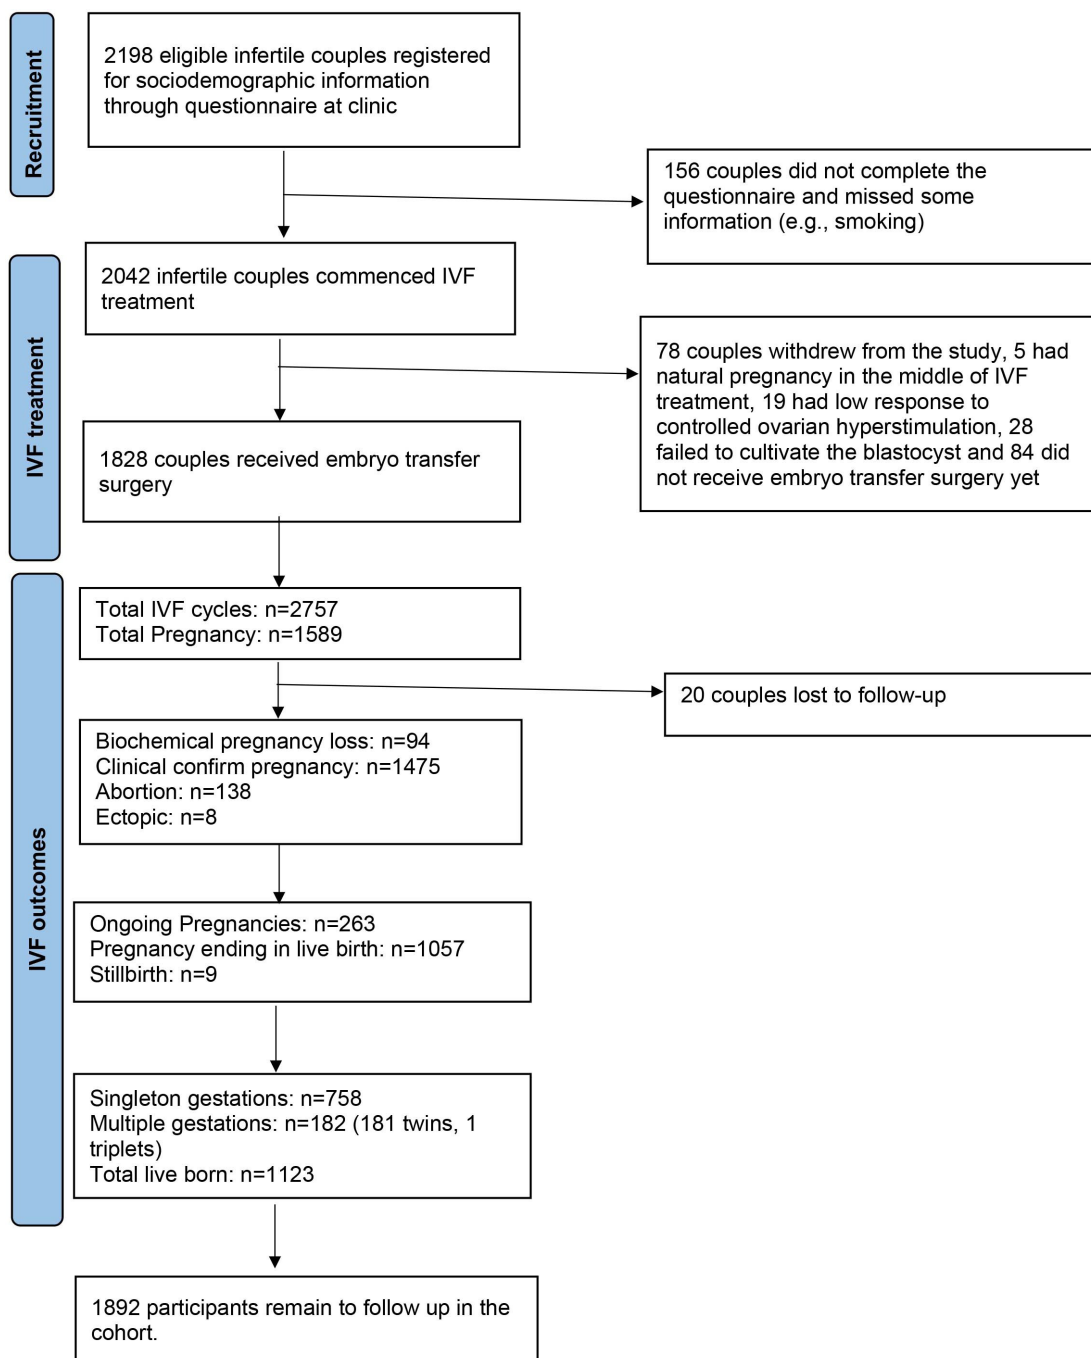 Recruitment
2198 eligible infertile couples registered
for sociodemographic information
through questionnaire at clinic
156 couples did not complete the
questionnaire and missed some
information (e.g., smoking)
IVF treatment
2042 infertile couples commenced IVF
treatment
78 couples withdrew from the study, 5 had
natural pregnancy in the middle of IVF
treatment, 19 had low response to
controlled ovarian hyperstimulation, 28
failed to cultivate the blastocyst and 84 did
not receive embryo transfer surgery yet
1828 couples received embryo transfer
surgery
IVF outcomes
Total IVF cycles: n=2757
Total Pregnancy: n=1589
20 couples lost to follow-up
Biochemical pregnancy loss: n=94
Clinical confirm pregnancy: n=1475
Abortion: n=138
Ectopic: n=8
Ongoing Pregnancies: n=263
Pregnancy ending in live birth: n=1057
Stillbirth: n=9
Singleton gestations: n=758
Multiple gestations: n=182 (181 twins, 1
triplets)
Total live born: n=1123
1892 participants remain to follow up in the
cohort.